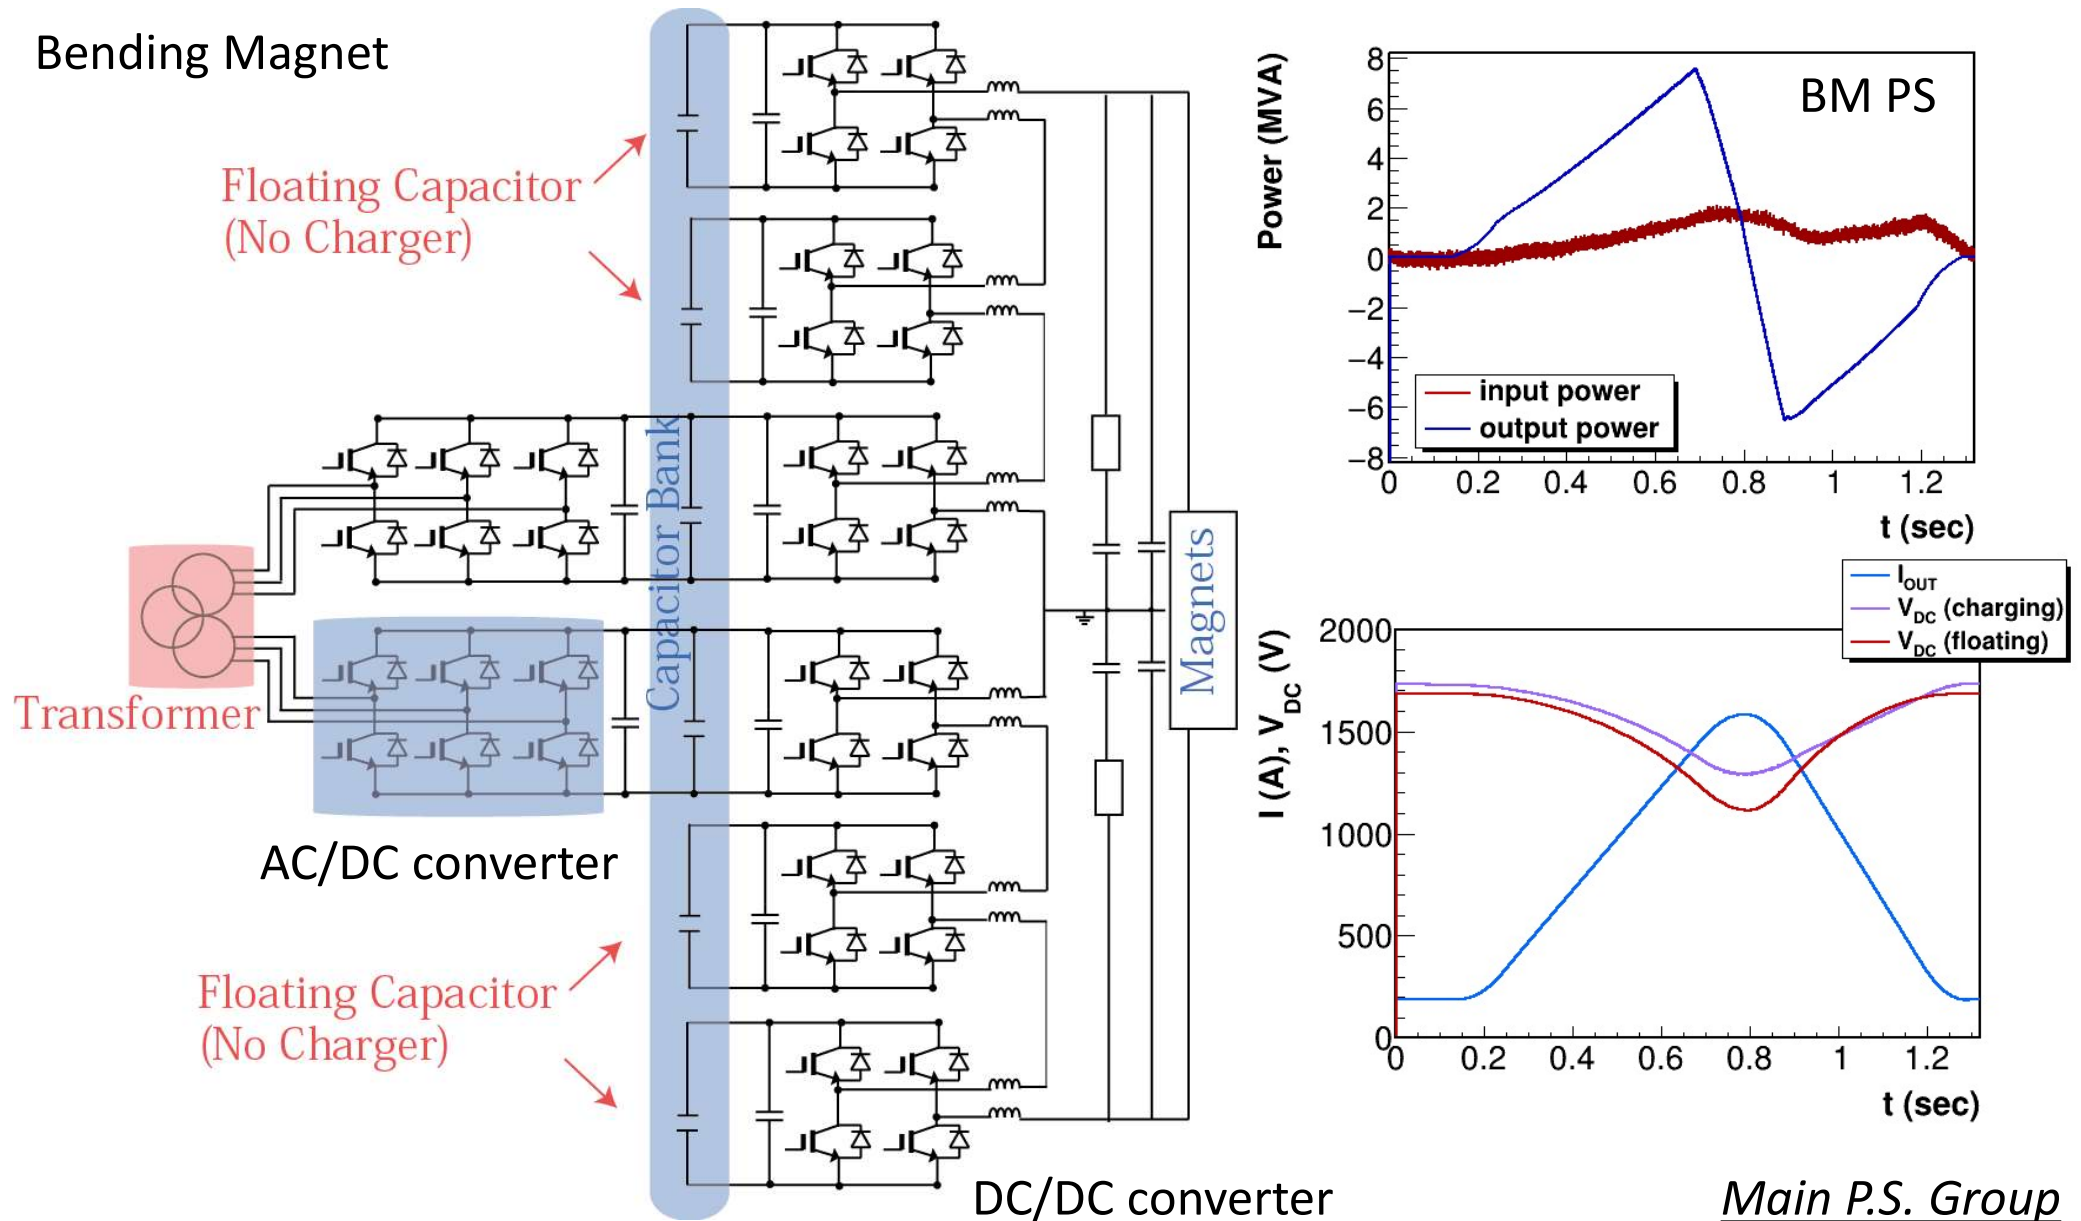 Bending Magnet
Floating Capacitor
(No Charger)
Capacitor Bank
Transformer
AC/DC converter
Floating Capacitor
(No Charger)
Magnets
DC/DC converter
BM PS
Power (MVA)
8
6
4
2
0
−2
−4
−6
−8
input power
output power
0 0.2 0.4 0.6 0.8 1 1.2
t (sec)
I_OUT
V_DC (charging)
V_DC (floating)
I (A), V_DC (V)
2000
1500
1000
500
0
0 0.2 0.4 0.6 0.8 1 1.2
t (sec)
Main P.S. Group